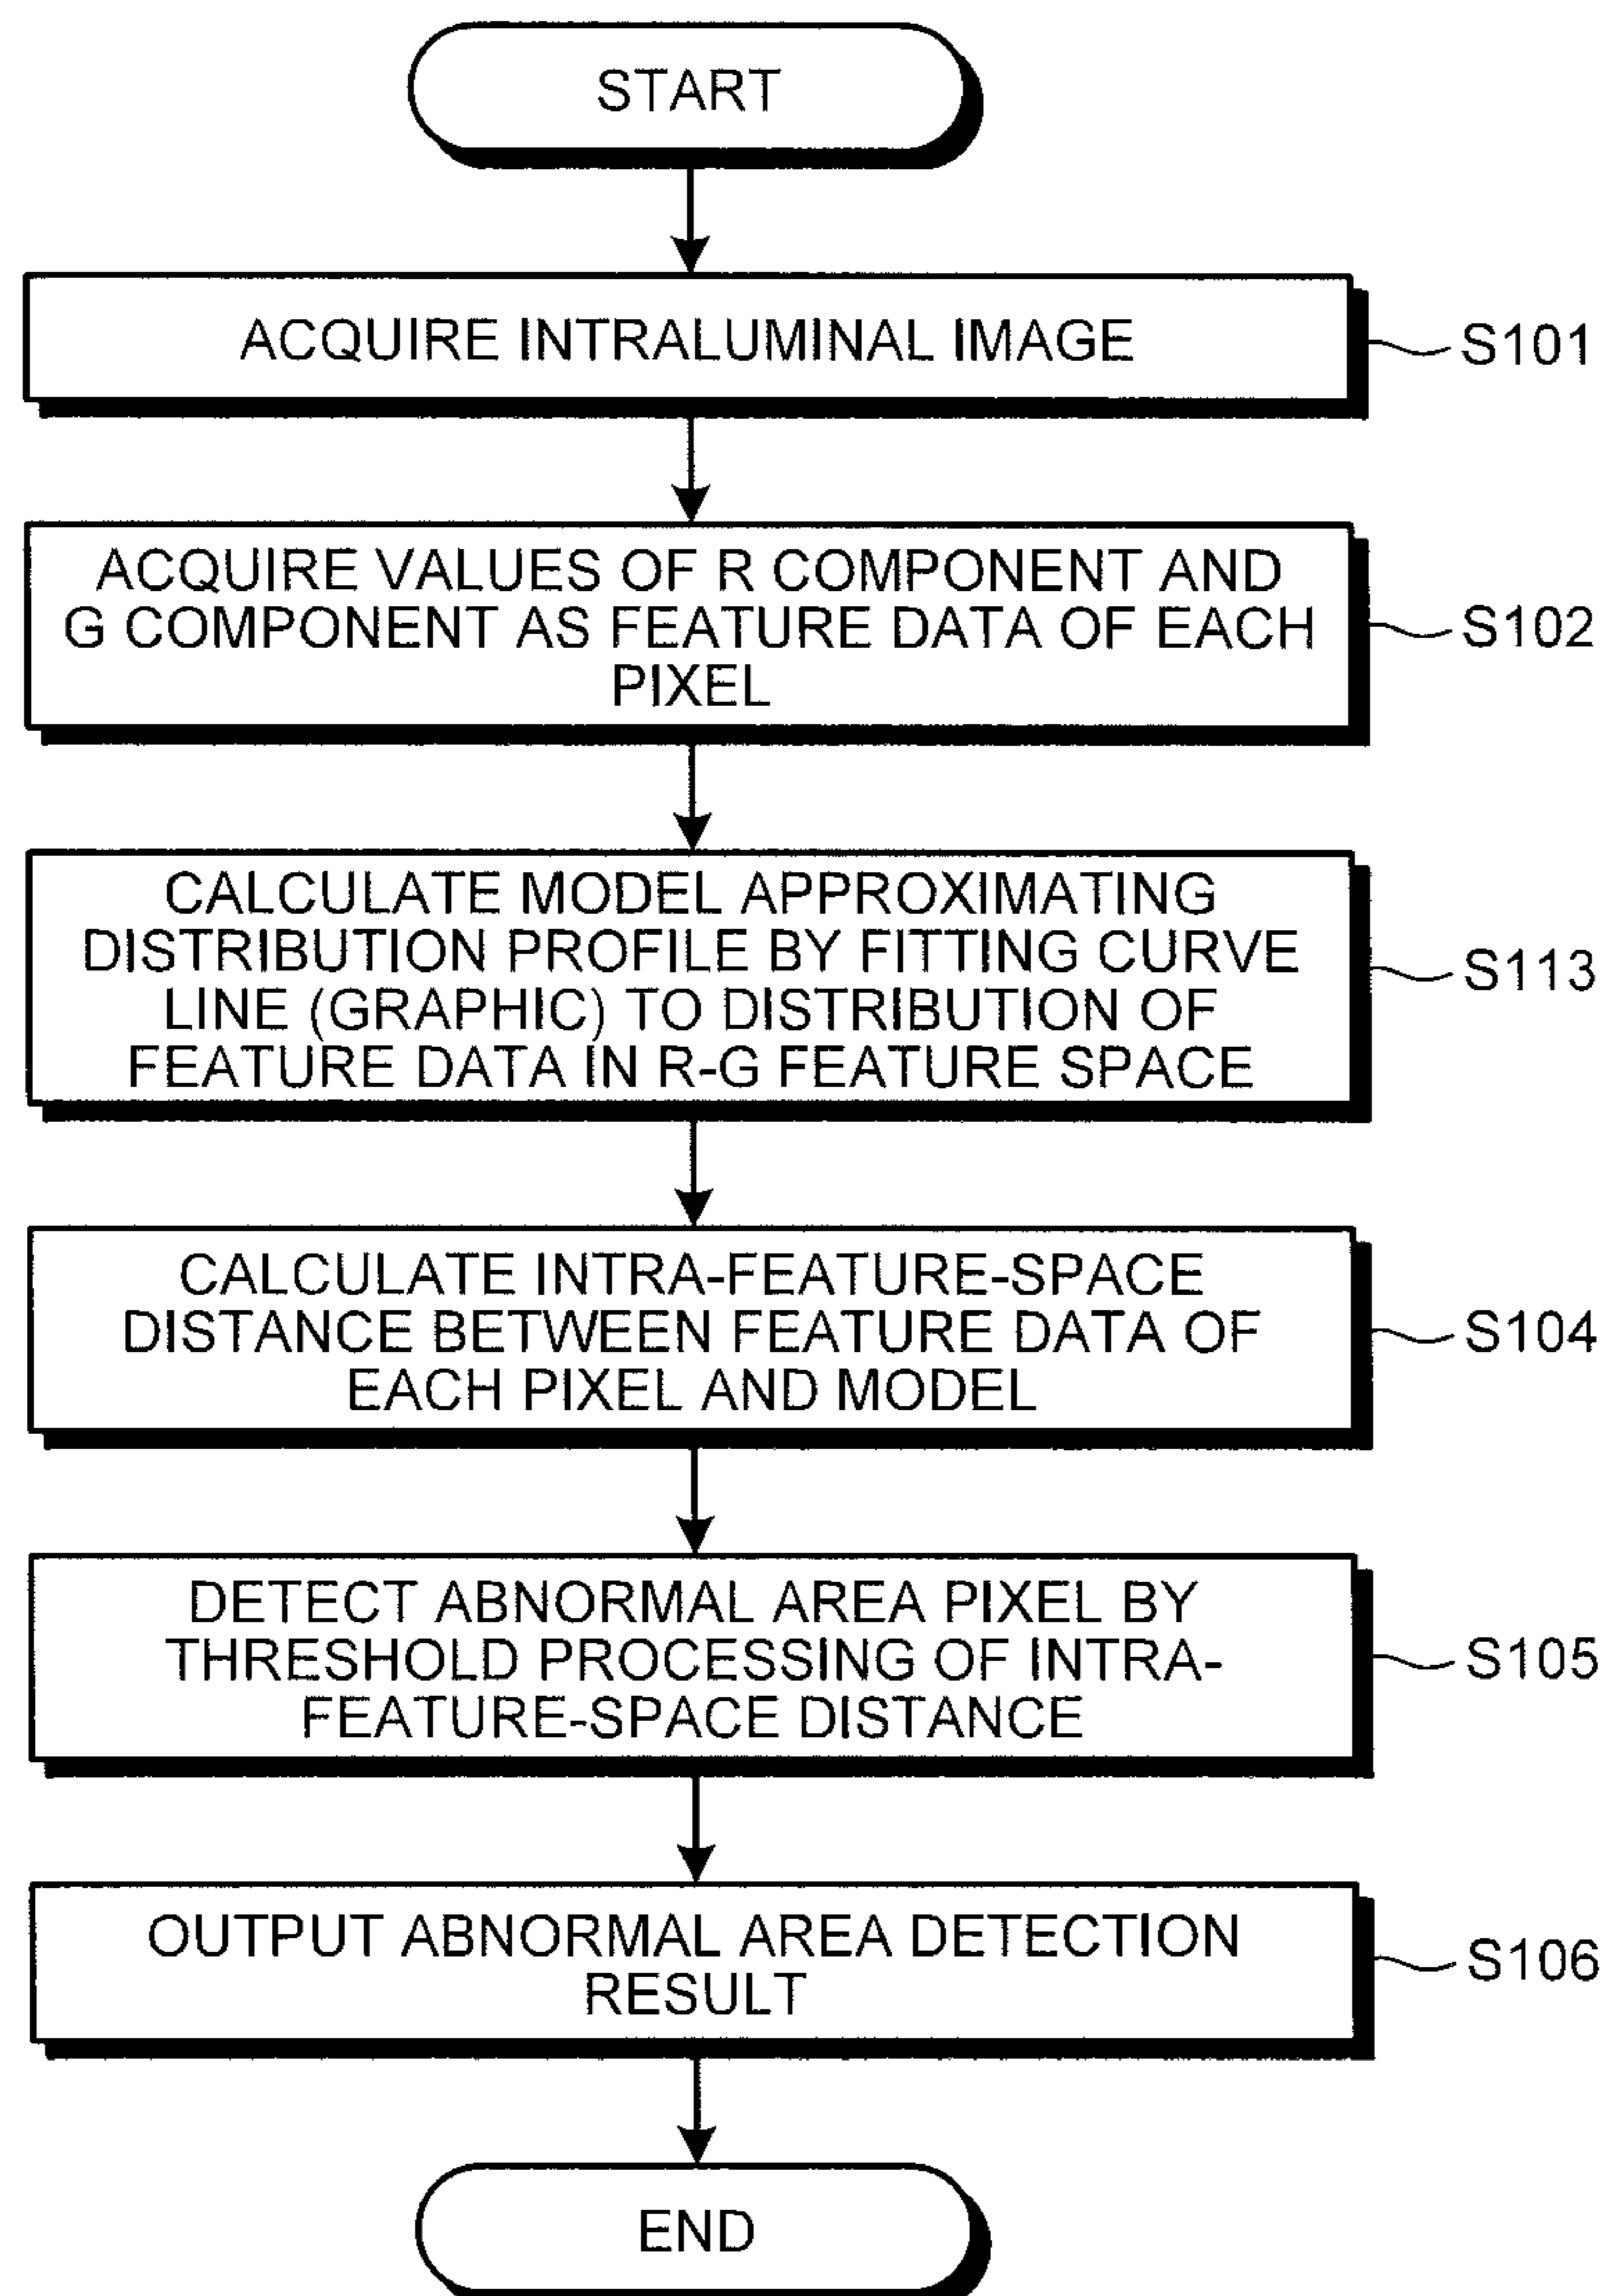 START
ACQUIRE INTRALUMINAL IMAGE
S101
ACQUIRE VALUES OF R COMPONENT AND
G COMPONENT AS FEATURE DATA OF EACH
PIXEL
S102
CALCULATE MODEL APPROXIMATING
DISTRIBUTION PROFILE BY FITTING CURVE
LINE (GRAPHIC) TO DISTRIBUTION OF
FEATURE DATA IN R-G FEATURE SPACE
S113
CALCULATE INTRA-FEATURE-SPACE
DISTANCE BETWEEN FEATURE DATA OF
EACH PIXEL AND MODEL
S104
DETECT ABNORMAL AREA PIXEL BY
THRESHOLD PROCESSING OF INTRA-
FEATURE-SPACE DISTANCE
S105
OUTPUT ABNORMAL AREA DETECTION
RESULT
S106
END